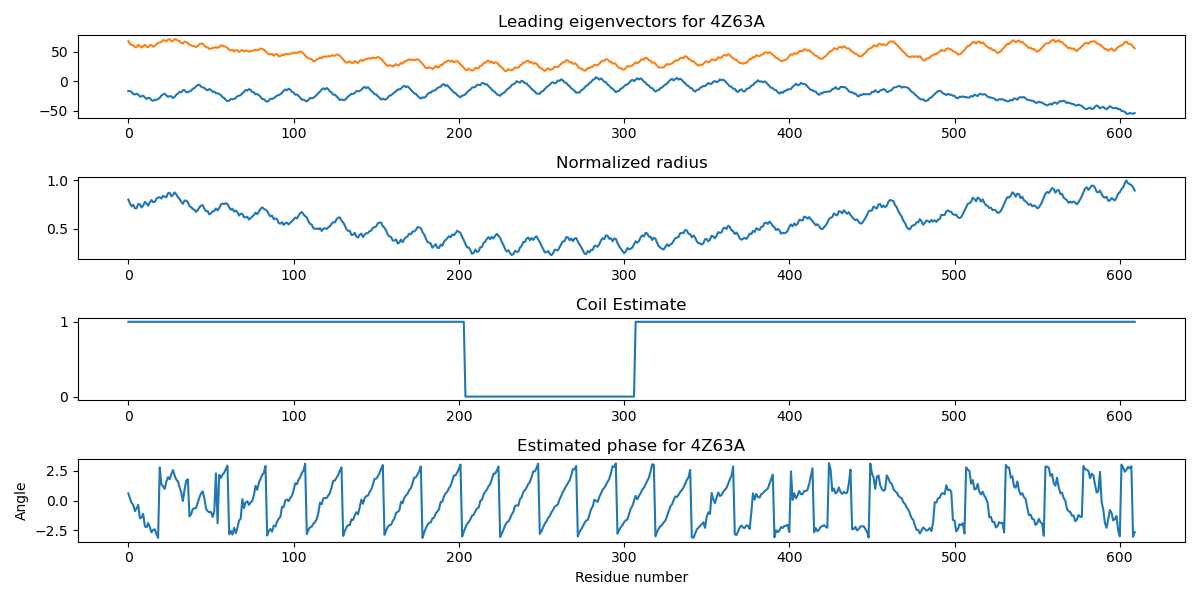 Leading eigenvectors for 4Z63A
50
0
−50
0 100 200 300 400 500 600
Normalized radius
1.0
0.5
0 100 200 300 400 500 600
Coil Estimate
1
0
0 100 200 300 400 500 600
Estimated phase for 4Z63A
Angle
2.5
0.0
−2.5
0 100 200 300 400 500 600
Residue number